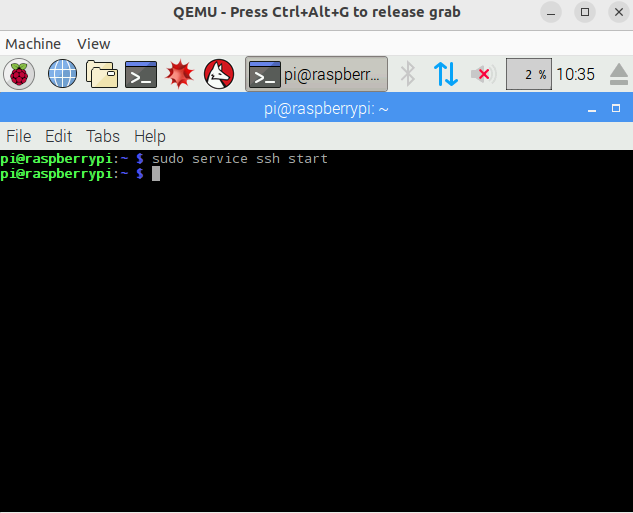 QEMU - Press Ctrl+Alt+G to release grab
Machine View
pi@raspberr... 2 % 10:35
pi@raspberrypi: ~
File Edit Tabs Help
pi@raspberrypi:~ $ sudo service ssh start
pi@raspberrypi:~ $